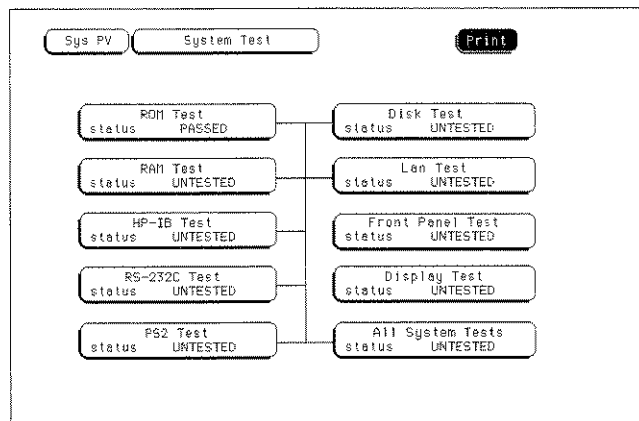 Sys PV System Test Print
ROM Test
status PASSED
Disk Test
status UNTESTED
RAM Test
status UNTESTED
Lan Test
status UNTESTED
HP-IB Test
status UNTESTED
Front Panel Test
status UNTESTED
RS-232C Test
status UNTESTED
Display Test
status UNTESTED
PS2 Test
status UNTESTED
All System Tests
status UNTESTED